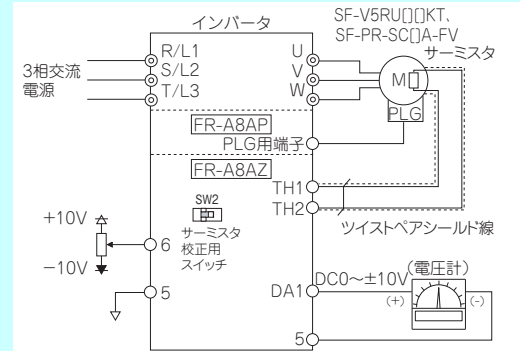 インバータ
SF-V5RU[][]KT、
SF-PR-SC[]A-FV
サーミスタ
3相交流
電源
R/L1
S/L2
T/L3
U
V
W
M
PLG
FR-A8AP
PLG用端子
FR-A8AZ
SW2
サーミスタ
校正用
スイッチ
TH1
TH2
ツイストペアシールド線
+10V
-10V
6
5
DA1
DC0～±10V
(電圧計)
(+)
(-)
5